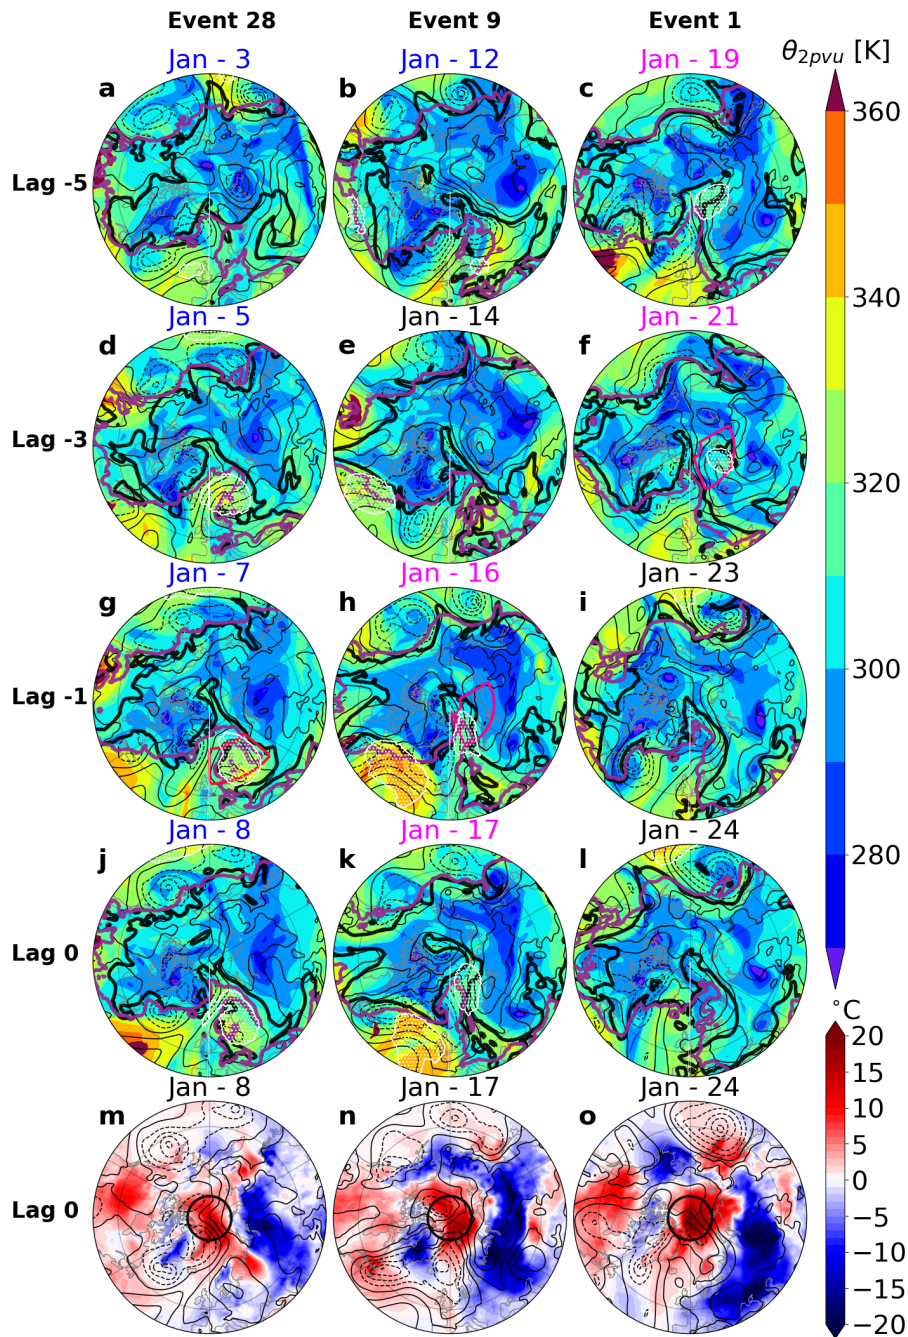 Event 28 Event 9 Event 1
Jan - 3 Jan - 12 Jan - 19 θ2pvu [K]
a b c
360
Lag -5
340
Jan - 5 Jan - 14 Jan - 21
d e f
Lag -3
320
Jan - 7 Jan - 16 Jan - 23
g h i
300
Lag -1
Jan - 8 Jan - 17 Jan - 24
j k l
280
Lag 0
°C
Jan - 8 Jan - 17 Jan - 24
m n o
20
15
10
5
Lag 0
0
−5
−10
−15
−20